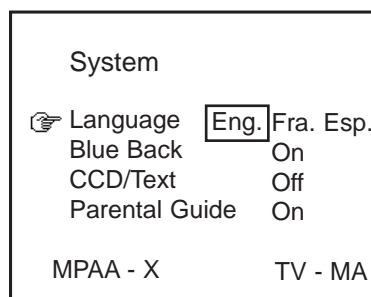 System
Language Eng. Fra. Esp.
Blue Back On
CCD/Text Off
Parental Guide On
MPAA - X TV - MA